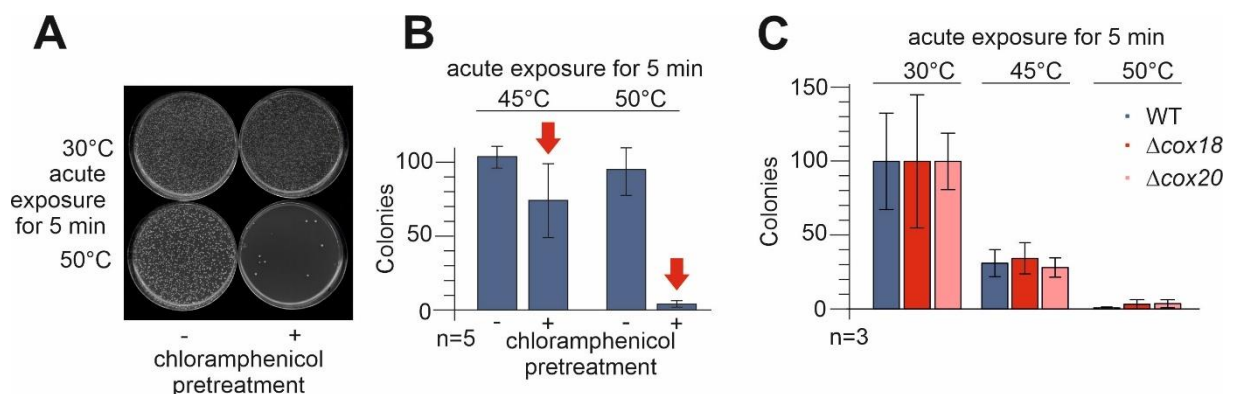 A
30°C
acute
exposure
for 5 min
50°C
- +
chloramphenicol
pretreatment
B
acute exposure for 5 min
45°C 50°C
Colonies
100
50
0
- + - +
n=5
chloramphenicol
pretreatment
C
acute exposure for 5 min
30°C 45°C 50°C
Colonies
150
100
50
0
WT
Δcox18
Δcox20
n=3